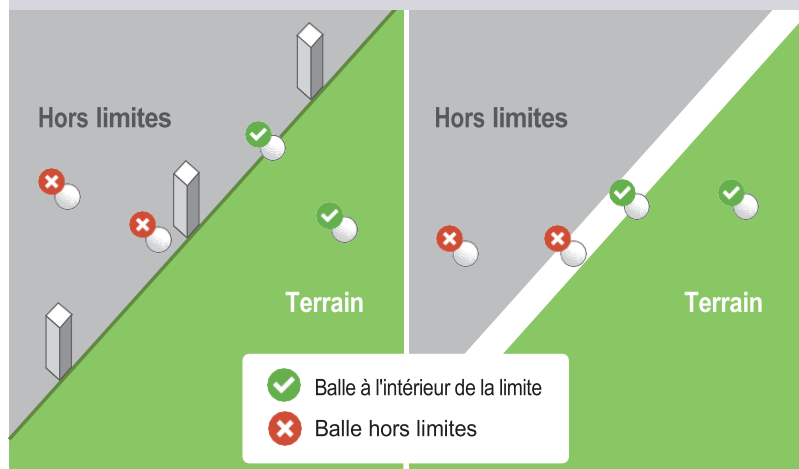 Hors limites
Terrain
Hors limites
Terrain
Balle à l'intérieur de la limite
Balle hors limites